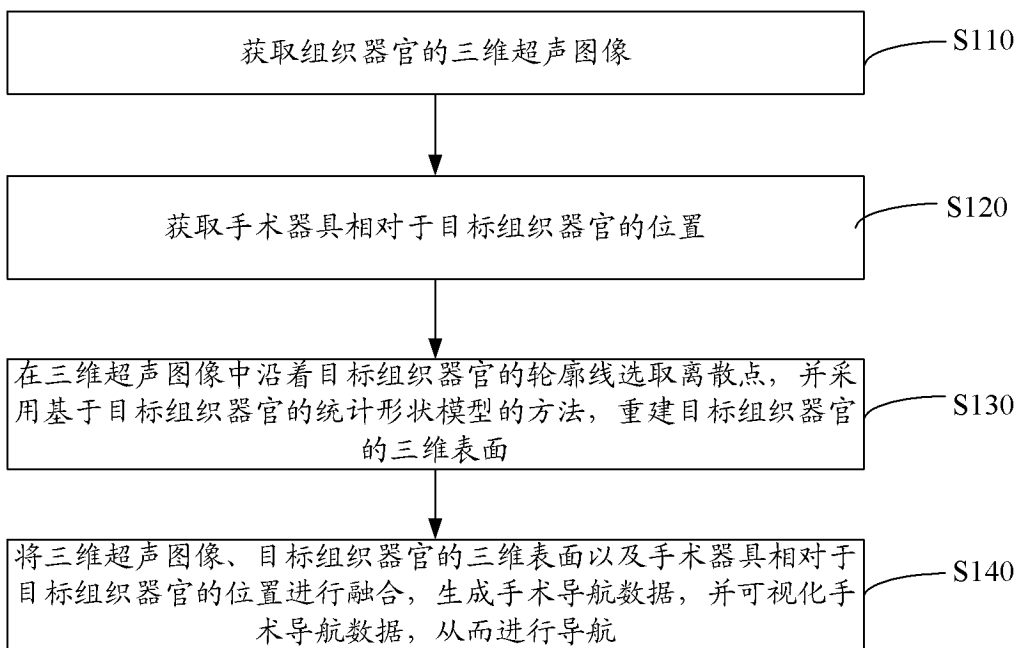 获取组织器官的三维超声图像
S110
获取手术器具相对于目标组织器官的位置
S120
在三维超声图像中沿着目标组织器官的轮廓线选取离散点，并采
用基于目标组织器官的统计形状模型的方法，重建目标组织器官
的三维表面
S130
将三维超声图像、目标组织器官的三维表面以及手术器具相对于
目标组织器官的位置进行融合，生成手术导航数据，并可视化手
术导航数据，从而进行导航
S140